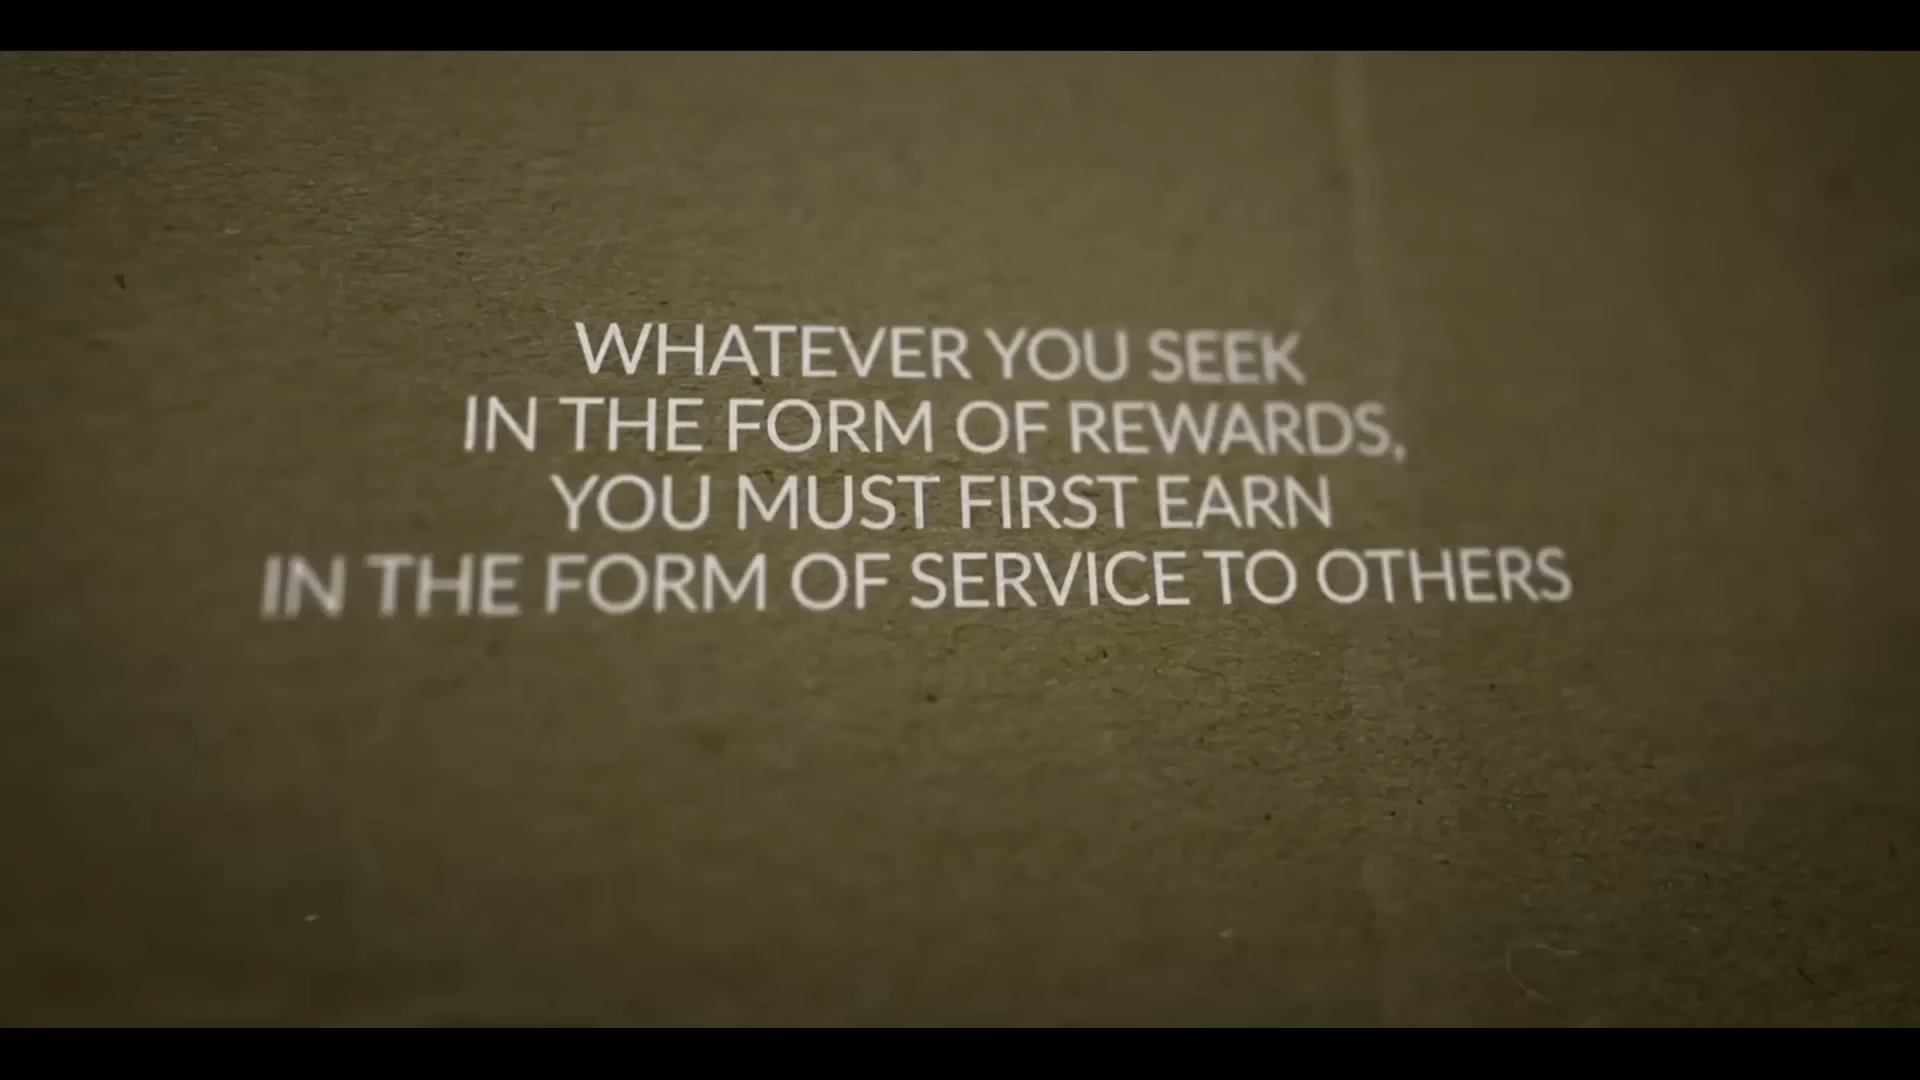 WHATEVER YOU SEEK
IN THE FORM OF REWARDS,
YOU MUST FIRST EARN
IN THE FORM OF SERVICE TO OTHERS